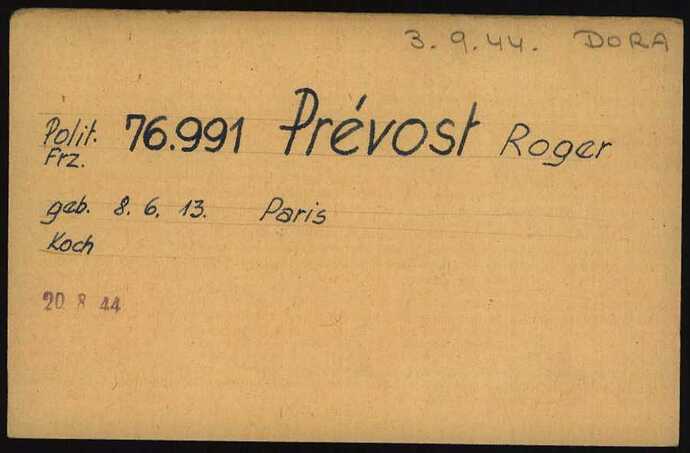 3.9.44. DORA
Polit. 76.991 Prévost Roger
Frz.
geb. 8.6.13. Paris
Koch
20.8.44